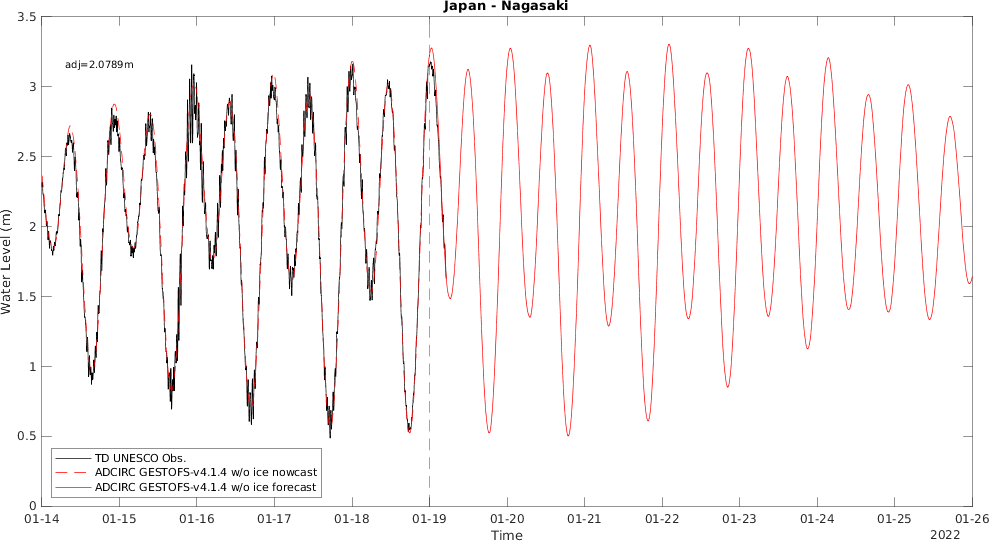 Japan - Nagasaki
adj=2.0789m
3.5
3
2.5
2
1.5
1
0.5
0
Water Level (m)
TD UNESCO Obs.
ADCIRC GESTOFS-v4.1.4 w/o ice nowcast
ADCIRC GESTOFS-v4.1.4 w/o ice forecast
01-14 01-15 01-16 01-17 01-18 01-19 01-20 01-21 01-22 01-23 01-24 01-25 01-26
Time
2022